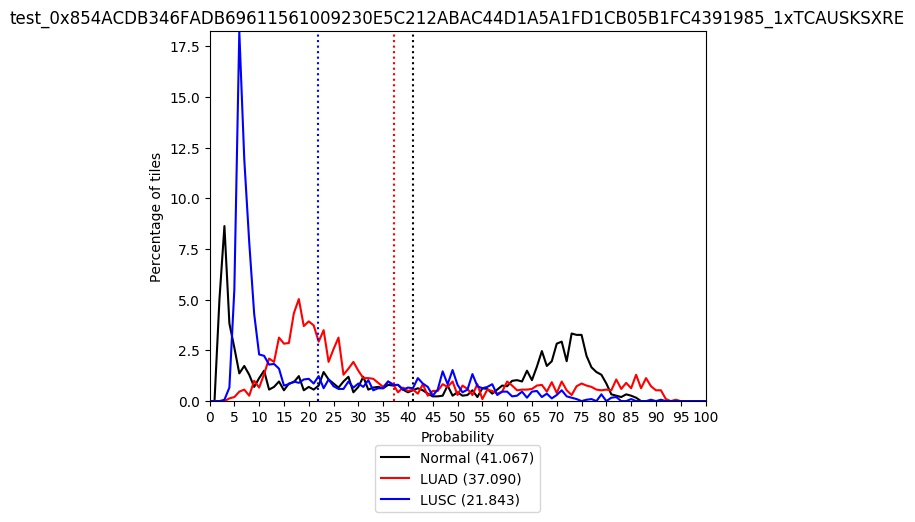 test_0x854ACDB346FADB69611561009230E5C212ABAC44D1A5A1FD1CB05B1FC4391985_1xTCAUSKSXRE
17.5
15.0
12.5
10.0
7.5
5.0
2.5
0.0
Percentage of tiles
0 5 10 15 20 25 30 35 40 45 50 55 60 65 70 75 80 85 90 95 100
Probability
Normal (41.067)
LUAD (37.090)
LUSC (21.843)